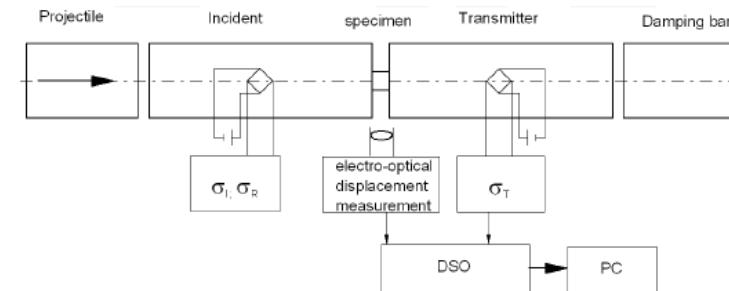 Projectile
Incident
specimen
Transmitter
Damping bar
σI, σR
electro-optical
displacement
measurement
σT
DSO
PC